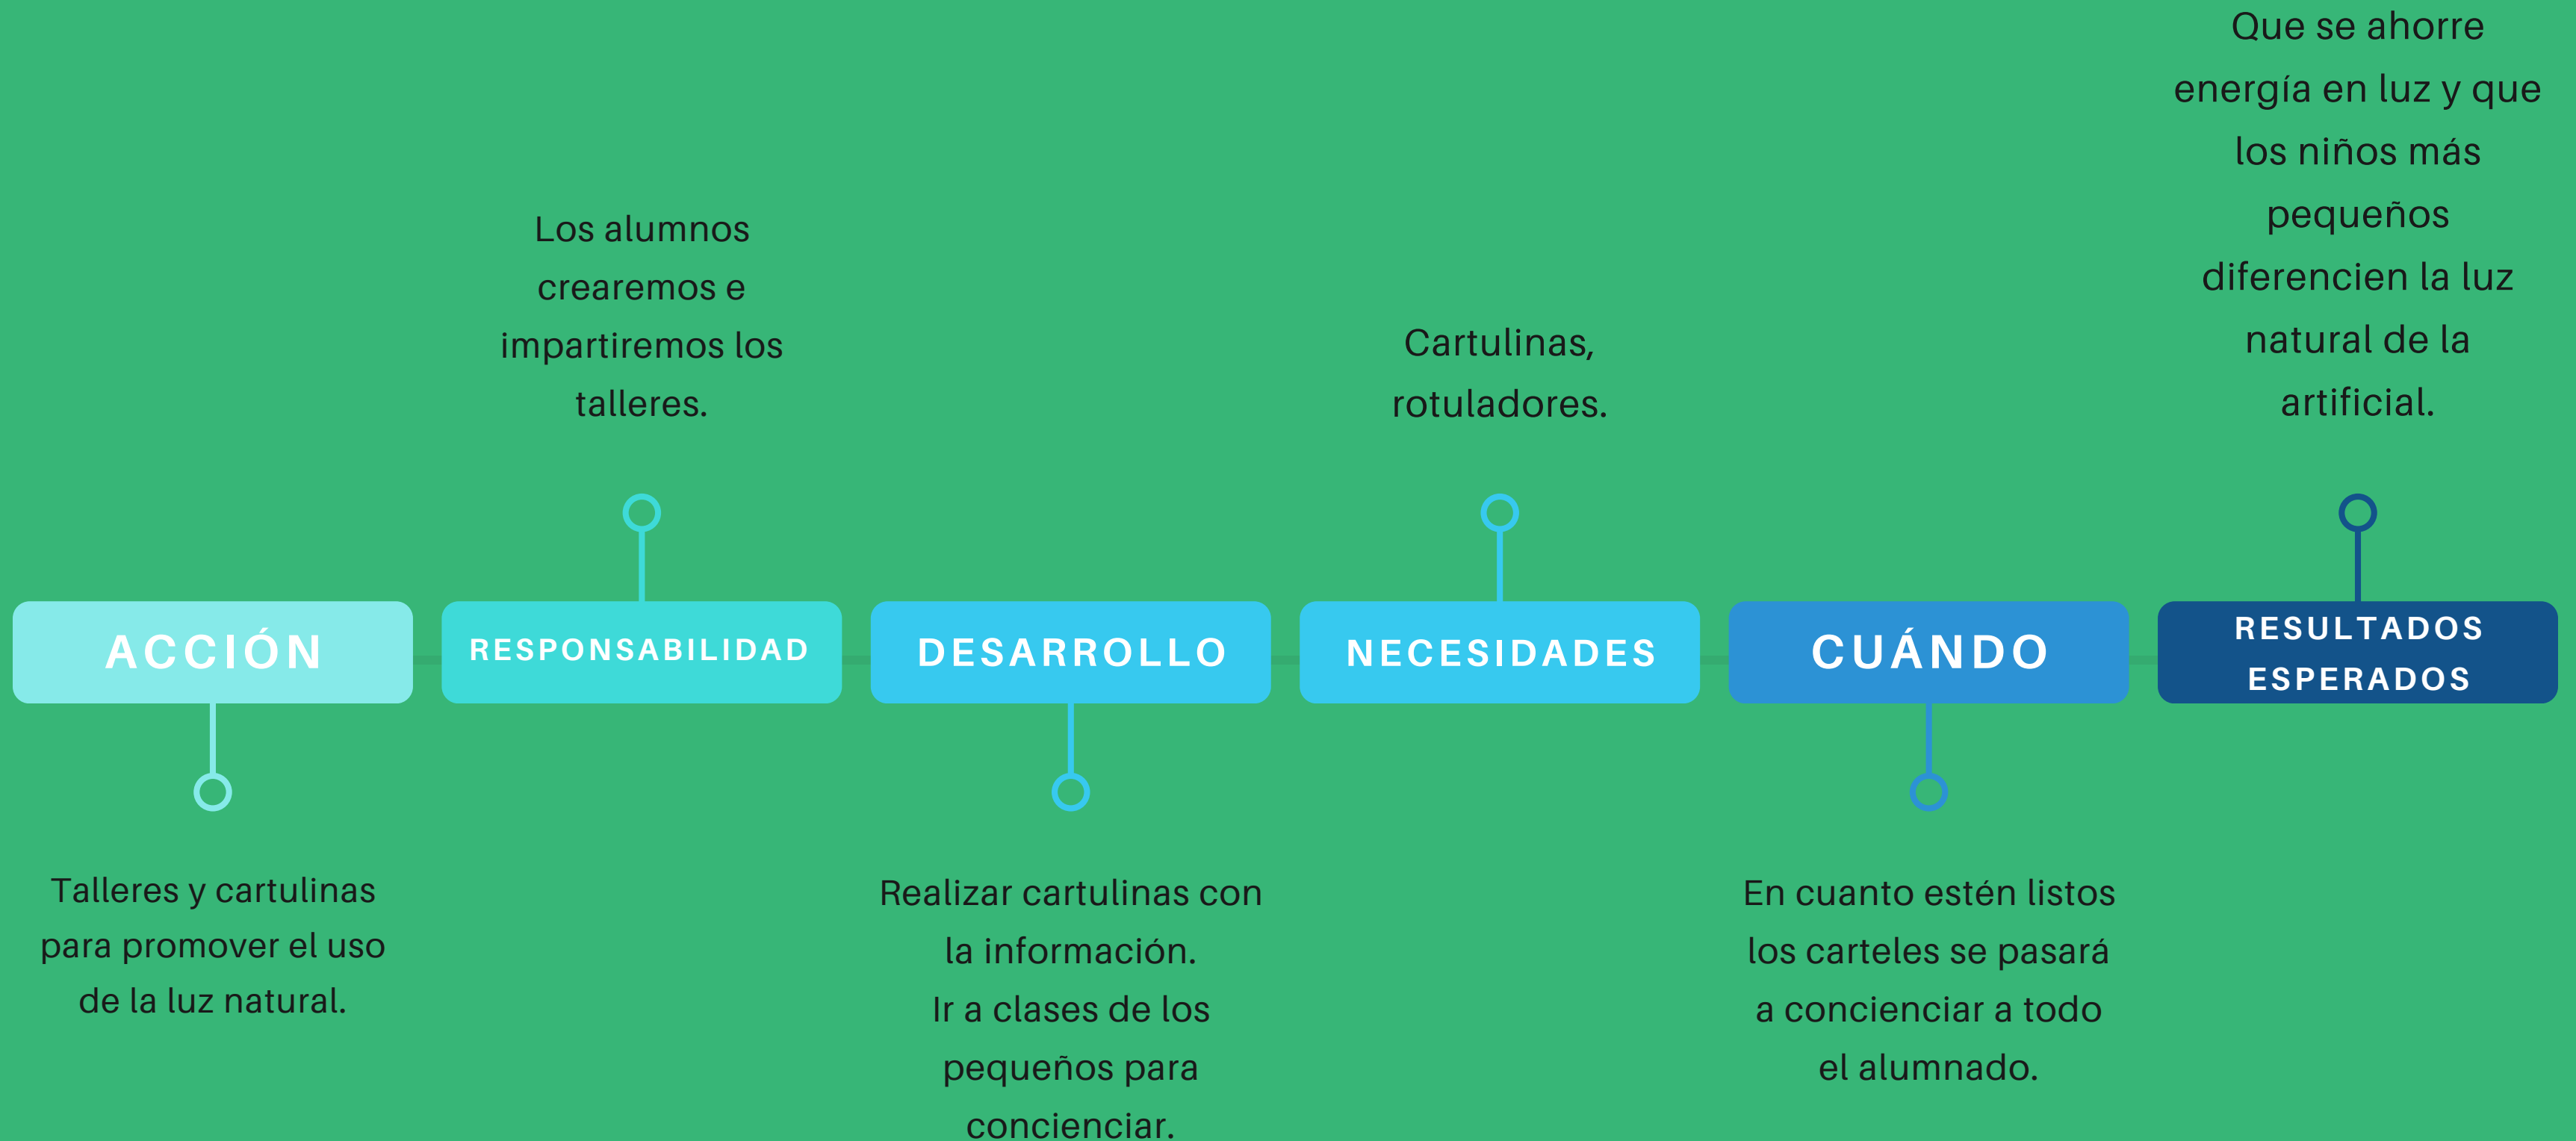 ACCIÓN
Talleres y cartulinas
para promover el uso
de la luz natural.
RESPONSABILIDAD
Los alumnos
crearemos e
impartiremos los
talleres.
DESARROLLO
Realizar cartulinas con
la información.
Ir a clases de los
pequeños para
concienciar.
NECESIDADES
Cartulinas,
rotuladores.
CUÁNDO
En cuanto estén listos
los carteles se pasará
a concienciar a todo
el alumnado.
RESULTADOS
ESPERADOS
Que se ahorre
energía en luz y que
los niños más
pequeños
diferencien la luz
natural de la
artificial.